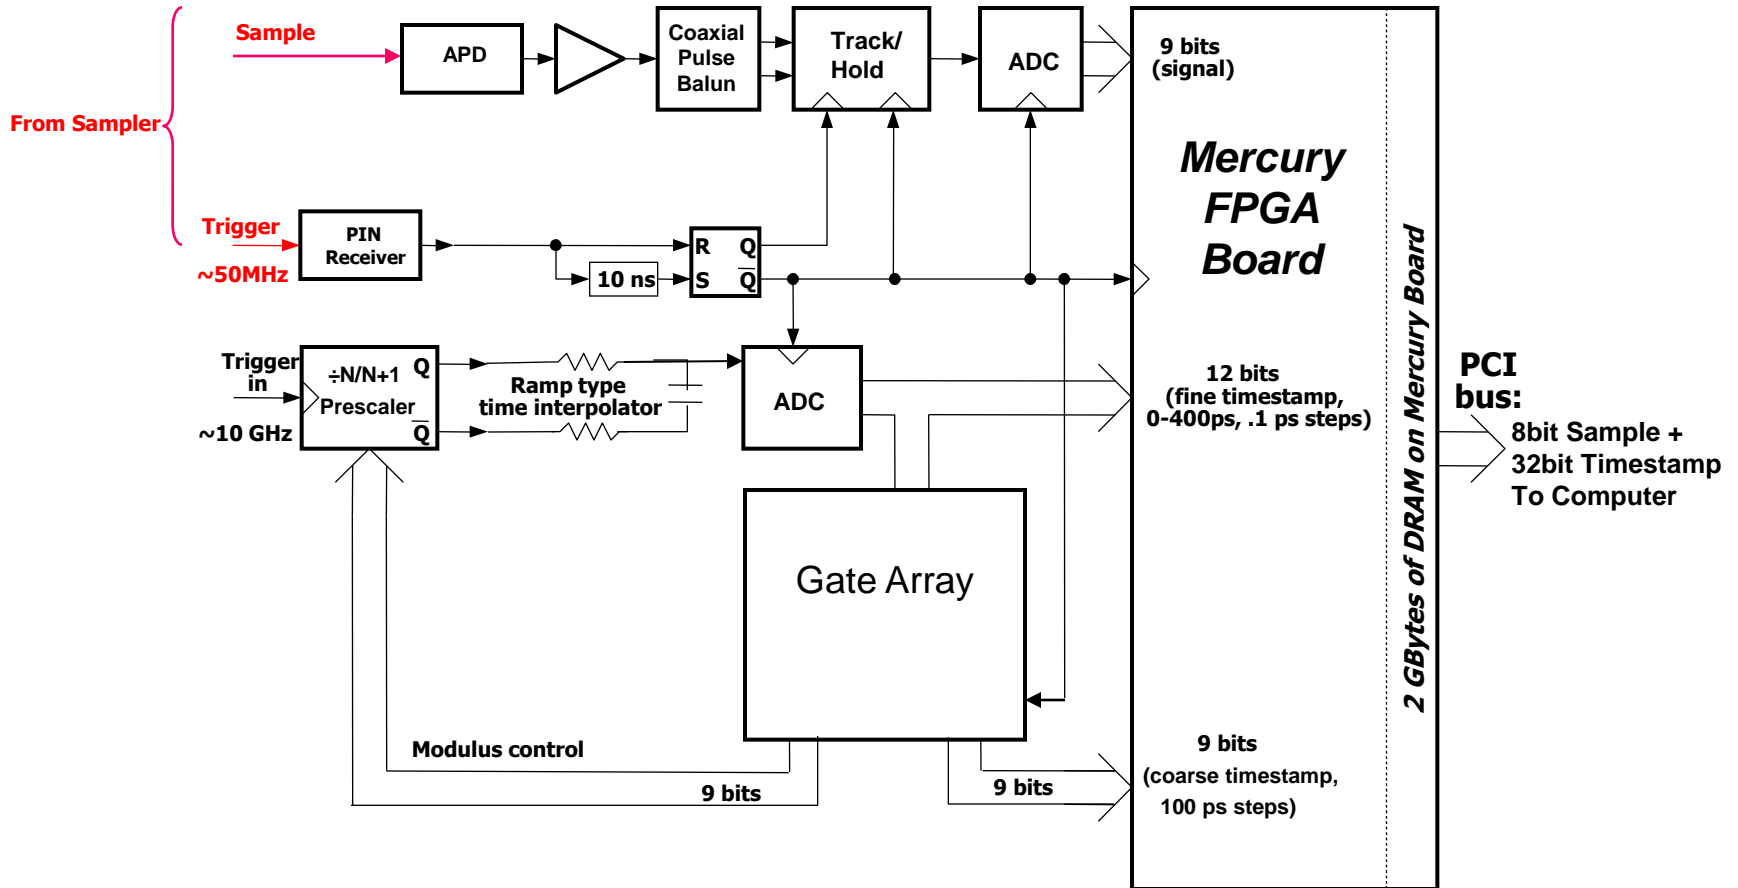 Sample
APD
Coaxial
Pulse
Balun
Track/
Hold
ADC
9 bits
(signal)
From Sampler
Mercury
FPGA
Board
Trigger
~50MHz
PIN
Receiver
10 ns
R Q
S Q
Trigger
in
~10 GHz
÷N/N+1
Prescaler
Q
Q
Ramp type
time interpolator
ADC
12 bits
(fine timestamp,
0-400ps, .1 ps steps)
2 GBytes of DRAM on Mercury Board
PCI
bus:
8bit Sample +
32bit Timestamp
To Computer
Gate Array
Modulus control
9 bits
9 bits
9 bits
(coarse timestamp,
100 ps steps)